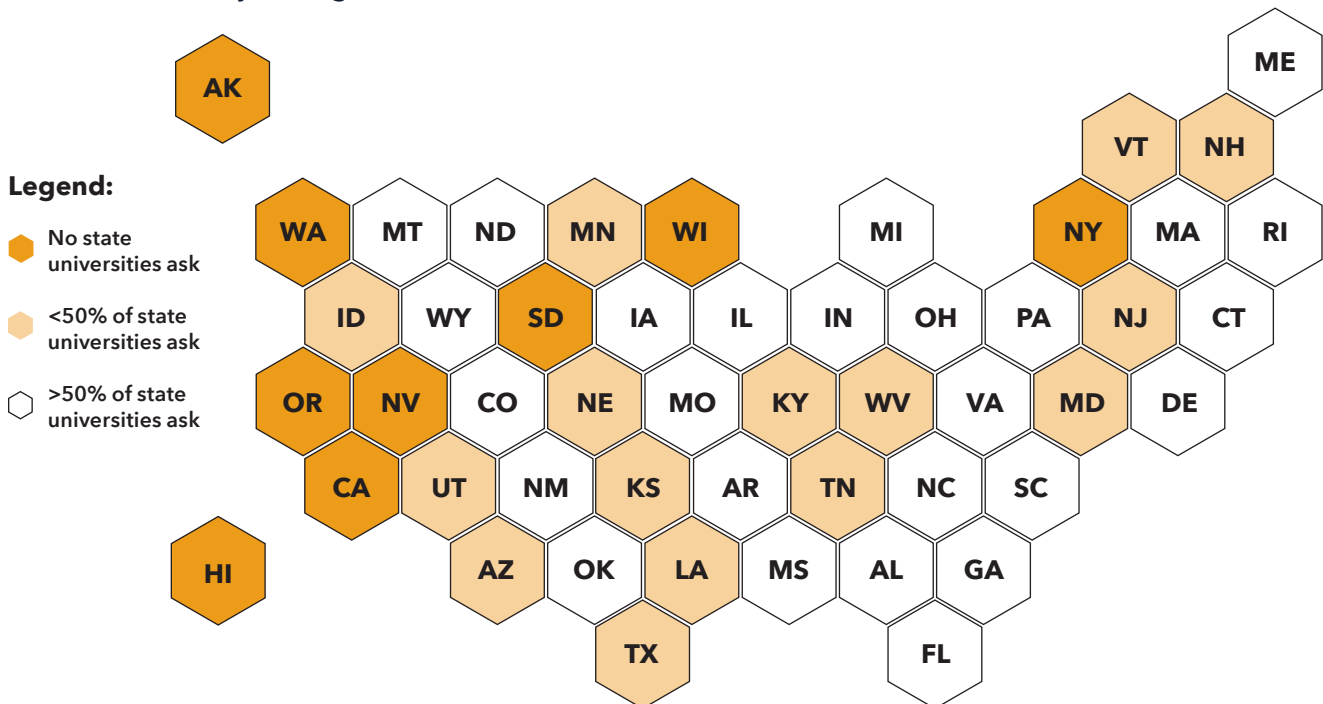 ME
AK
VT NH
Legend:
No state
universities ask
<50% of state
universities ask
>50% of state
universities ask
WA MT ND MN WI MI NY MA RI
ID WY SD IA IL IN OH PA NJ CT
OR NV CO NE MO KY WV VA MD DE
CA UT NM KS AR TN NC SC
HI AZ OK LA MS AL GA
TX FL